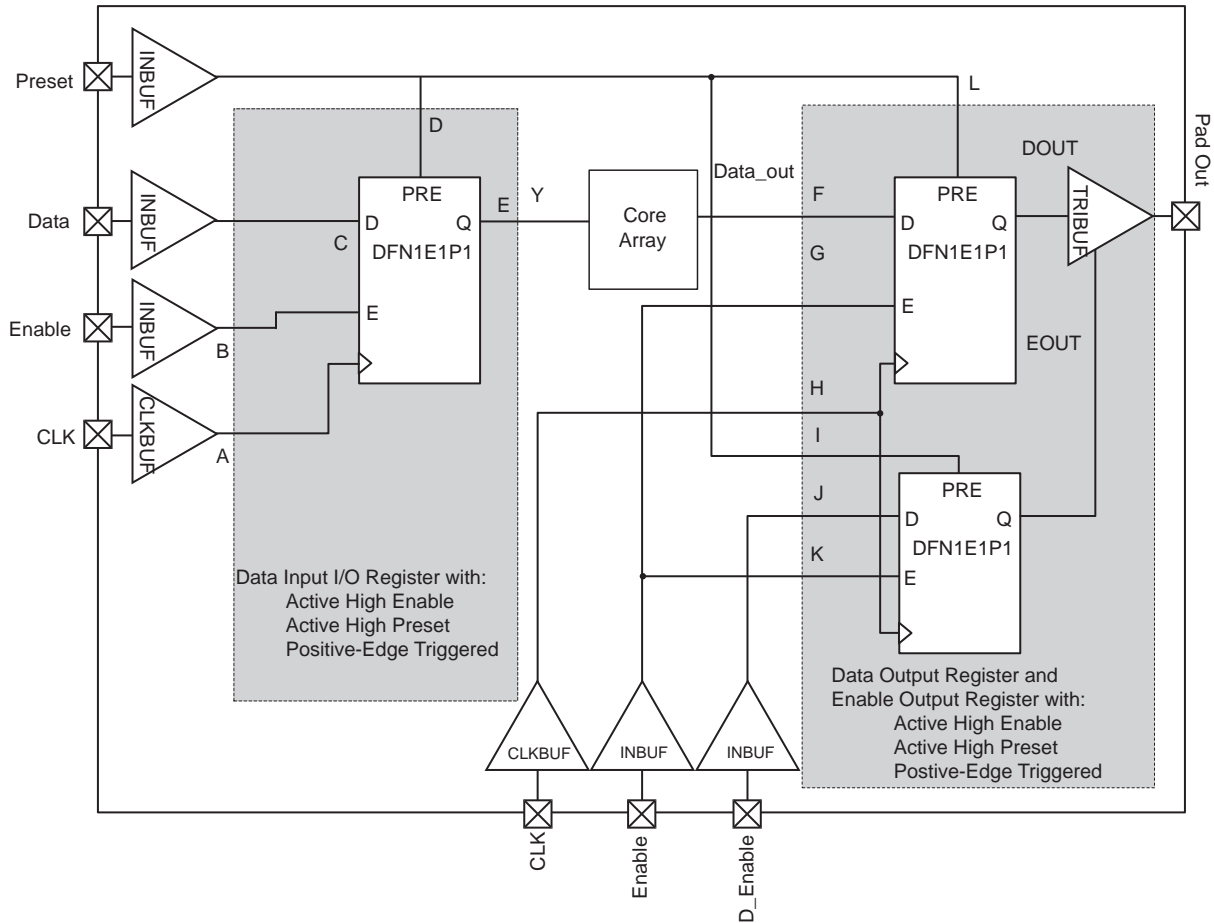 Preset
INBUF
L
D
Pad Out
DOUT
Data
INBUF
PRE
D
Q
C
DFN1E1P1
E
Y
Core
Array
Data_out
F
G
PRE
D
Q
DFN1E1P1
E
TRIBUF
EOUT
Enable
INBUF
B
E
CLK
CLKBUF
A
H
I
J
K
PRE
D
Q
DFN1E1P1
E
Data Input I/O Register with:
Active High Enable
Active High Preset
Positive-Edge Triggered
Data Output Register and
Enable Output Register with:
Active High Enable
Active High Preset
Postive-Edge Triggered
CLKBUF
INBUF
INBUF
CLK
Enable
D_Enable